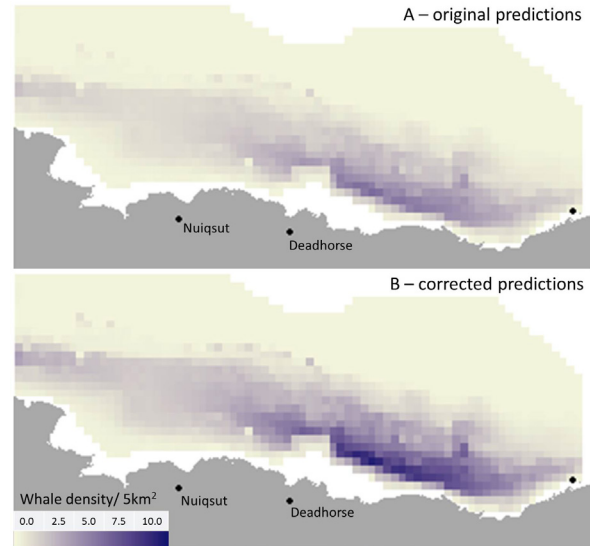 A – original predictions
Nuiqsut
Deadhorse
B – corrected predictions
Whale density/ 5km²
0.0 2.5 5.0 7.5 10.0
Nuiqsut
Deadhorse